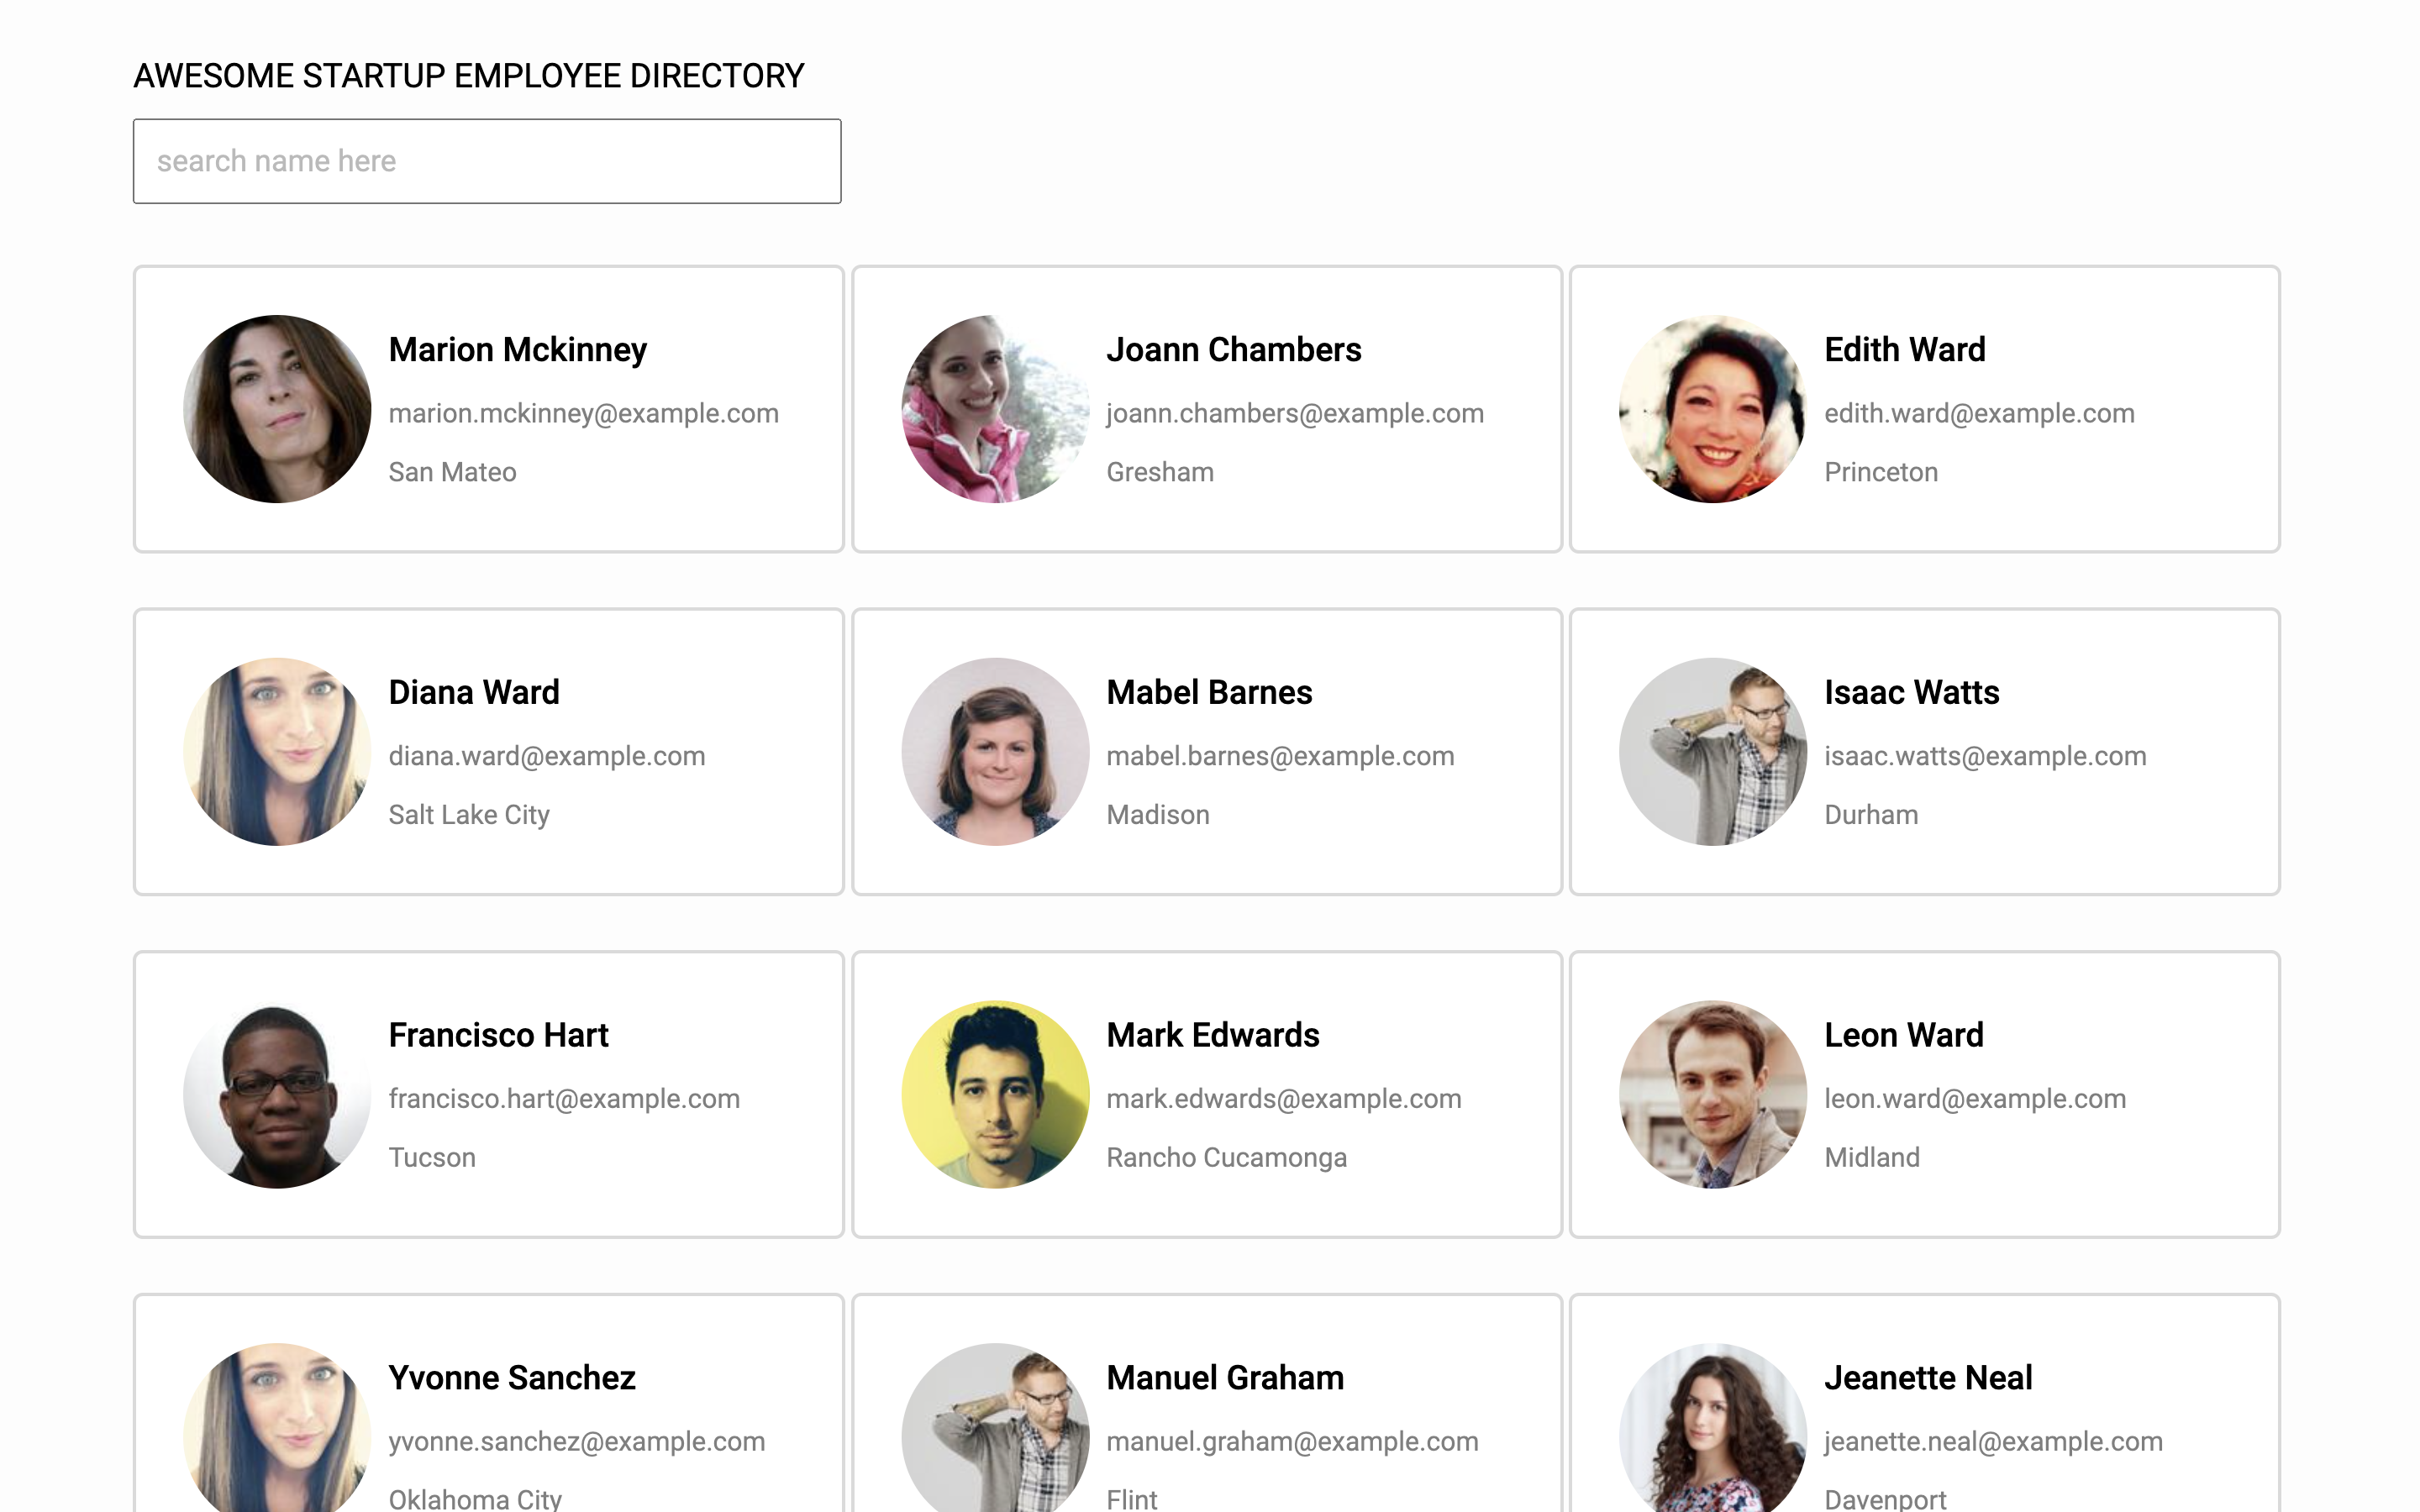 AWESOME STARTUP EMPLOYEE DIRECTORY
search name here
Marion Mckinney
marion.mckinney@example.com
San Mateo
Joann Chambers
joann.chambers@example.com
Gresham
Edith Ward
edith.ward@example.com
Princeton
Diana Ward
diana.ward@example.com
Salt Lake City
Mabel Barnes
mabel.barnes@example.com
Madison
Isaac Watts
isaac.watts@example.com
Durham
Francisco Hart
francisco.hart@example.com
Tucson
Mark Edwards
mark.edwards@example.com
Rancho Cucamonga
Leon Ward
leon.ward@example.com
Midland
Yvonne Sanchez
yvonne.sanchez@example.com
Oklahoma City
Manuel Graham
manuel.graham@example.com
Flint
Jeanette Neal
jeanette.neal@example.com
Davenport